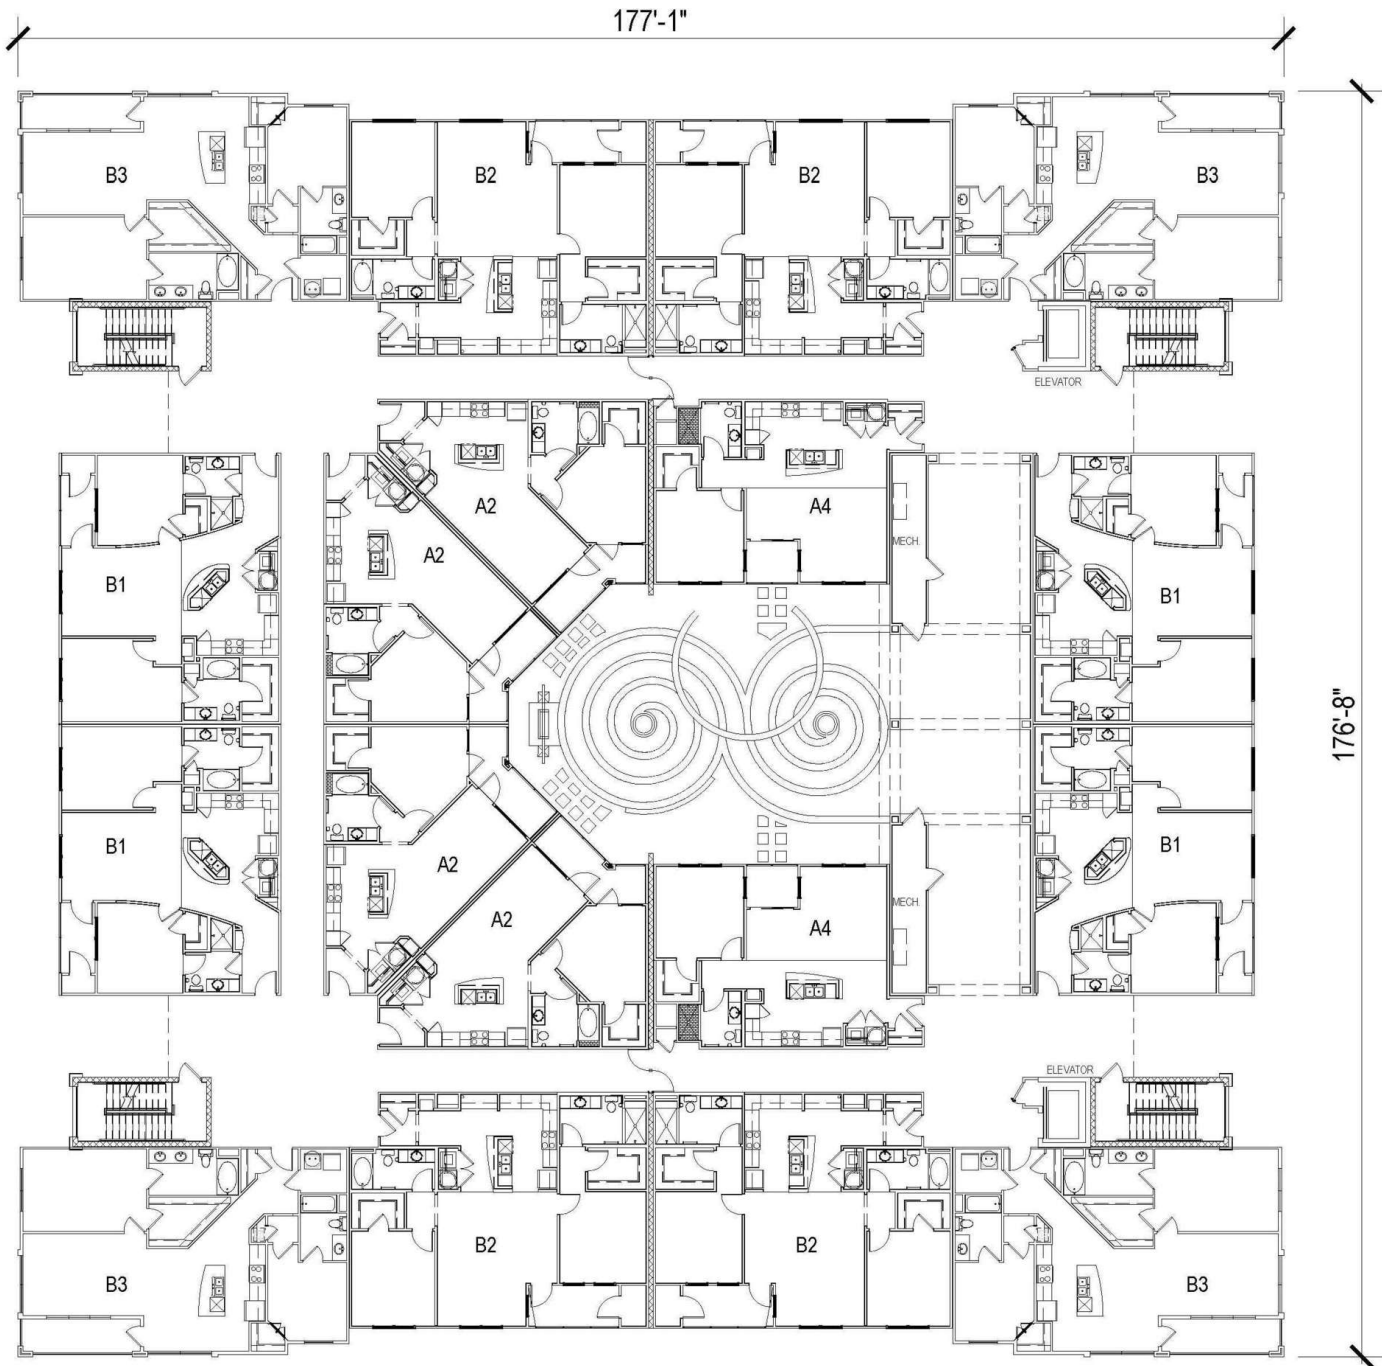 177'-1"
B3
B2
B2
B3
ELEVATOR
A2
A4
MECH.
A2
B1
B1
176'-8"
B1
A2
B1
A2
A4
MECH.
ELEVATOR
B2
B2
B3
B3